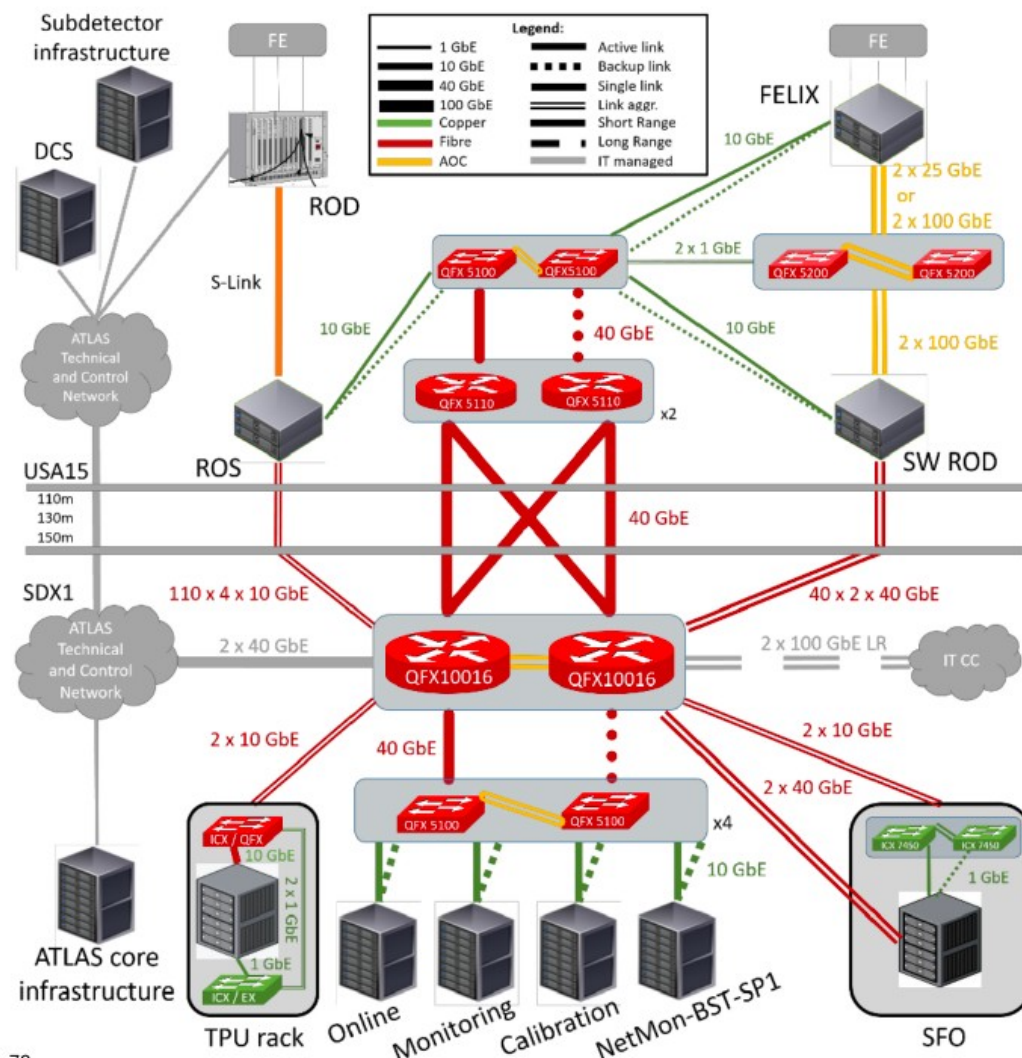 Subdetector
infrastructure
FE
Legend:
1 GbE
10 GbE
40 GbE
100 GbE
Copper
Fibre
AOC
Active link
Backup link
Single link
Link aggr.
Short Range
Long Range
IT managed
FE
FELIX
DCS
ROD
10 GbE
2 x 25 GbE
or
2 x 100 GbE
S-Link
QFX 5100
QFX5100
2 x 1 GbE
QFX 5200
QFX 5200
ATLAS
Technical
and Control
Network
10 GbE
40 GbE
10 GbE
2 x 100 GbE
QFX 5110
QFX 5110
x2
ROS
SW ROD
USA15
110m
130m
150m
40 GbE
SDX1
110 x 4 x 10 GbE
40 x 2 x 40 GbE
ATLAS
Technical
and Control
Network
2 x 40 GbE
QFX10016
QFX10016
2 x 100 GbE LR
IT CC
2 x 10 GbE
40 GbE
2 x 10 GbE
2 x 40 GbE
QFX 5100
QFX 5100
x4
ICX / QFX
10 GbE
2 x 1 GbE
1 GbE
ICX / EX
10 GbE
ICX 7450
ICX 7450
1 GbE
ATLAS core
infrastructure
TPU rack
Online
Monitoring
Calibration
NetMon-BST-SP1
SFO